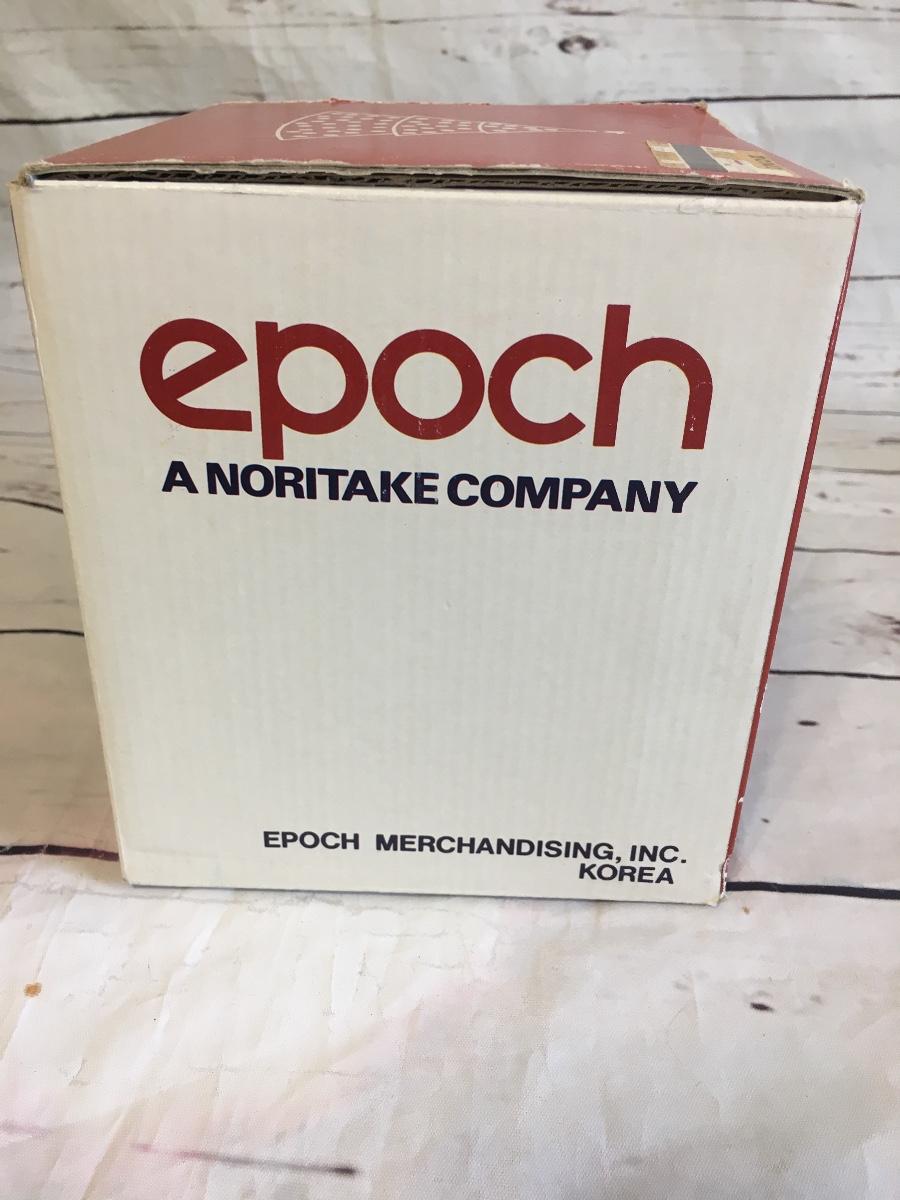 epoch
A NORITAKE COMPANY
EPOCH MERCHANDISING, INC.
KOREA